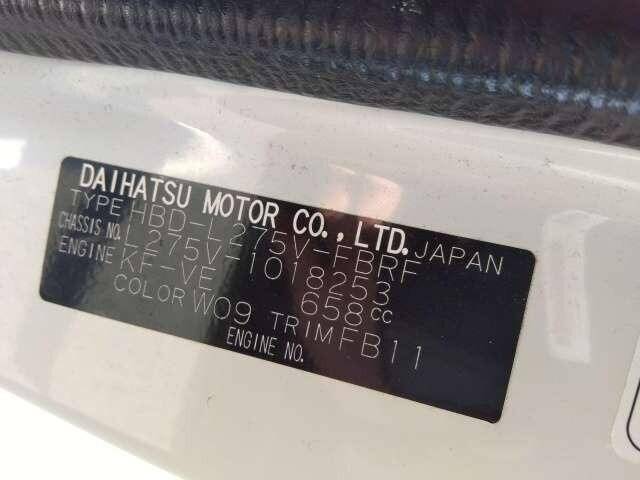 DAIHATSU MOTOR CO.,LTD. JAPAN
TYPE HBD-L275V-FBRF
CHASSIS NO. L275V-1018253
ENGINE KF-VE 658cc
COLOR W09 TRIM FB11
ENGINE NO.